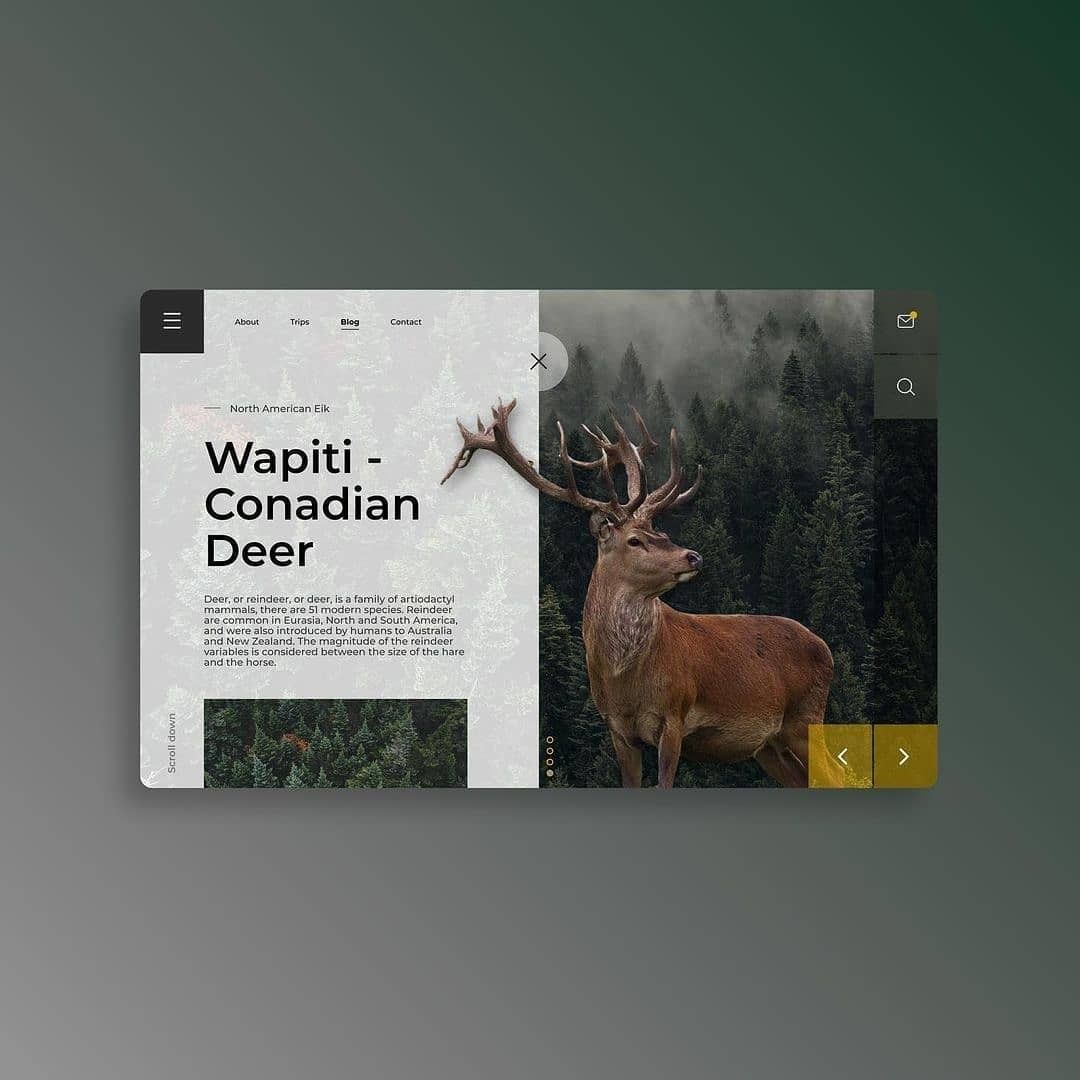 About Trips Blog Contact
North American Eik
Wapiti -
Conadian
Deer
Deer, or reindeer, or deer, is a family of artiodactyl
mammals, there are 51 modern species. Reindeer
are common in Eurasia, North and South America,
and were also introduced by humans to Australia
and New Zealand. The magnitude of the reindeer
variables is considered between the size of the hare
and the horse.
Scroll down